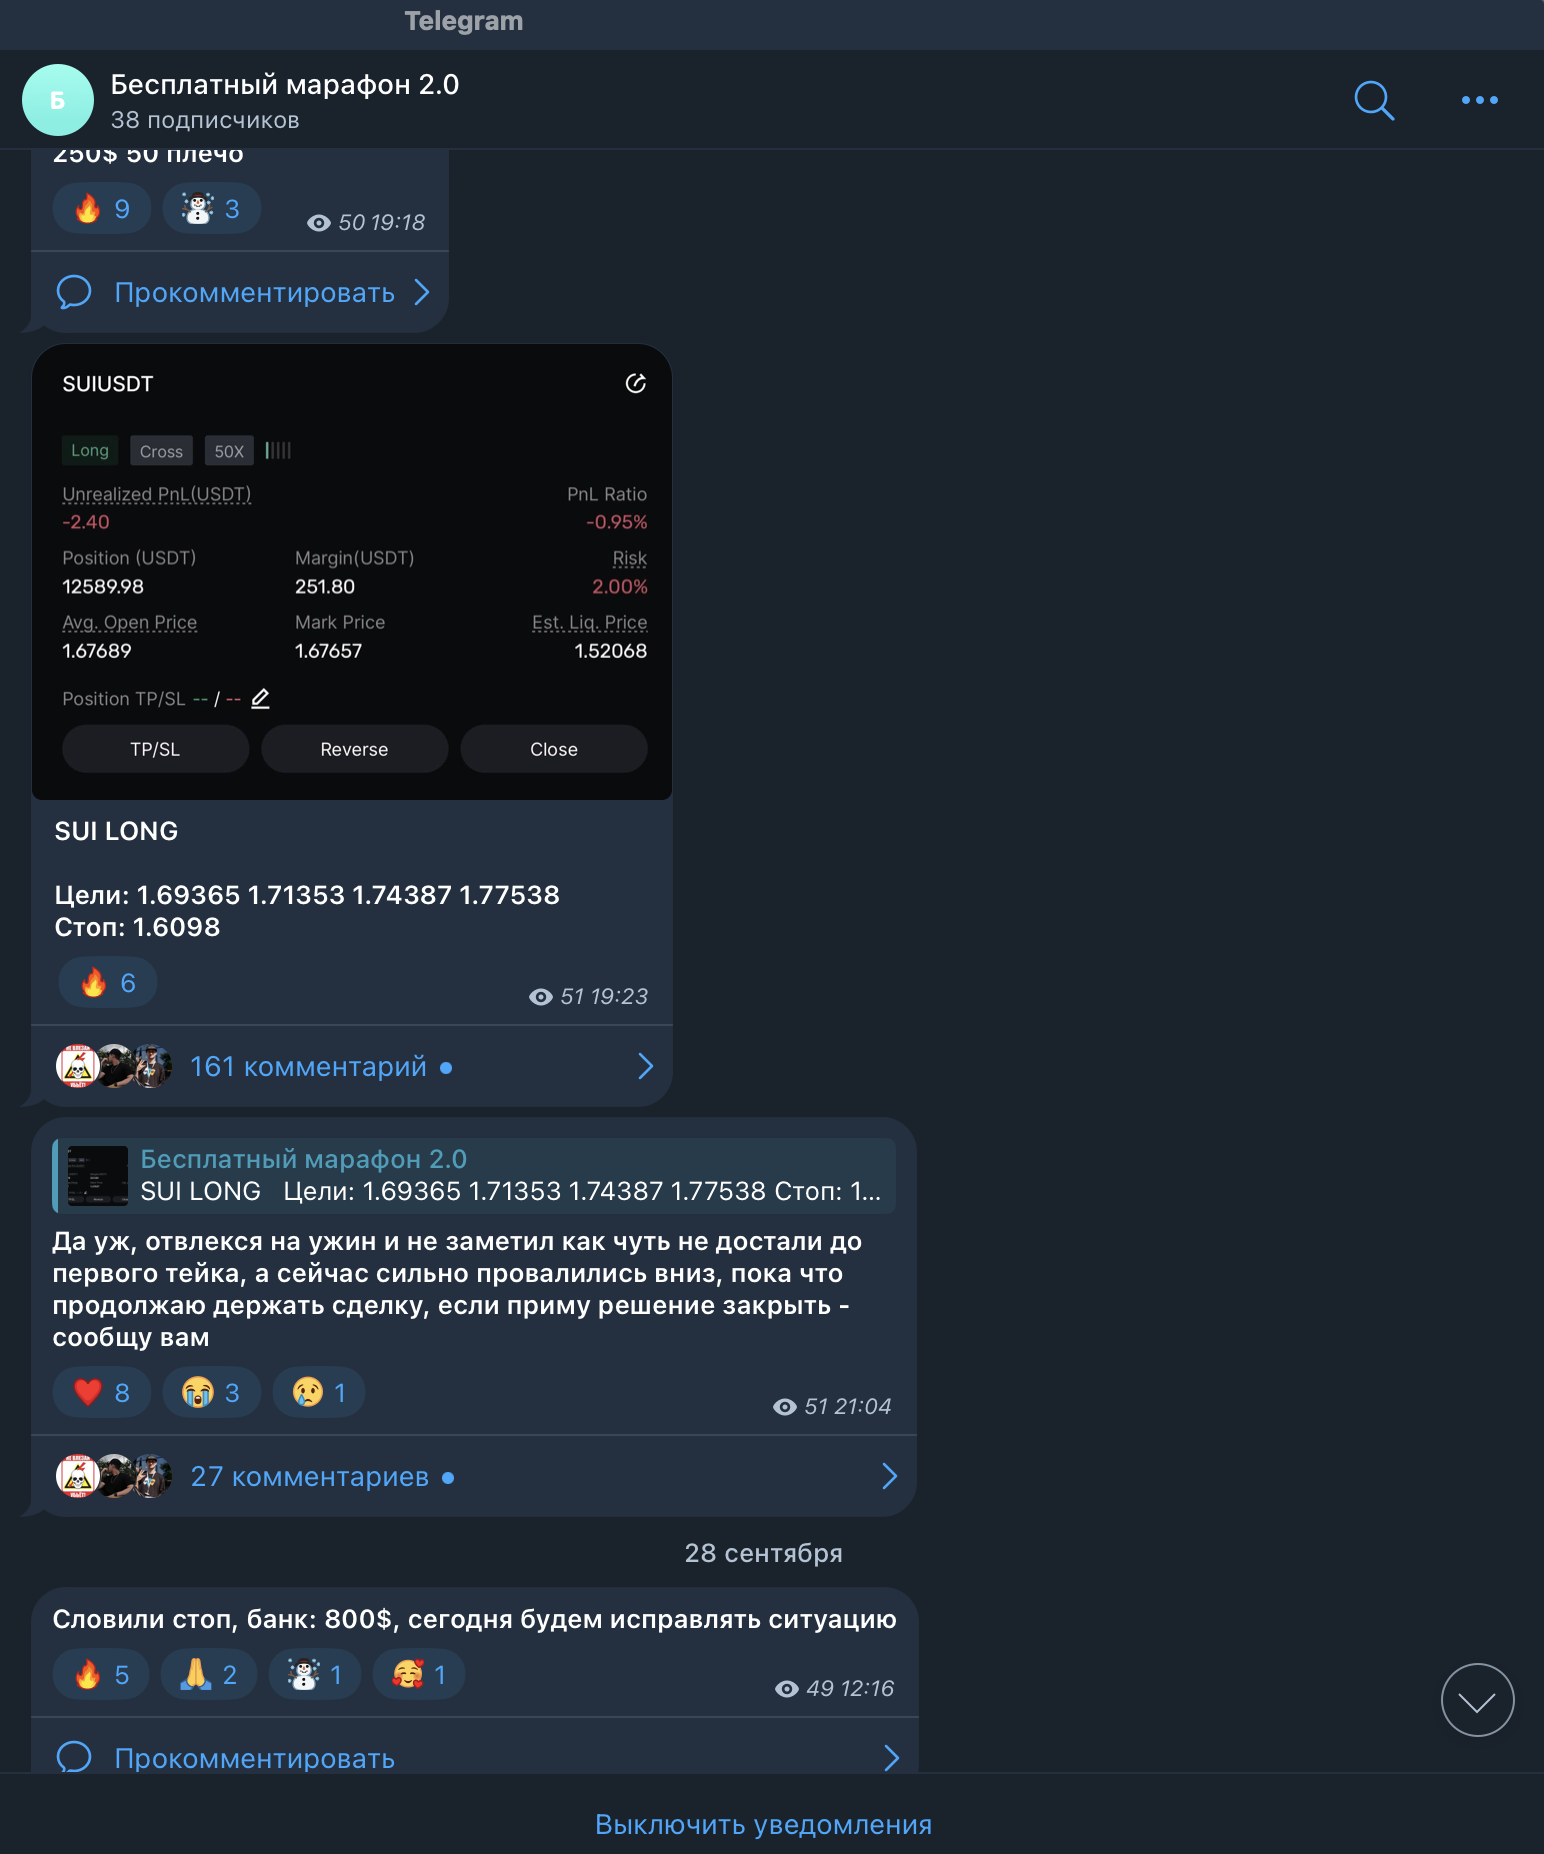 Telegram
Б
Бесплатный марафон 2.0
38 подписчиков
250$ 50 плечо
🔥 9 ☃️ 3
50 19:18
Прокомментировать
SUIUSDT
Long Cross 50X
Unrealized PnL(USDT) PnL Ratio
-2.40 -0.95%
Position (USDT) Margin(USDT) Risk
12589.98 251.80 2.00%
Avg. Open Price Mark Price Est. Liq. Price
1.67689 1.67657 1.52068
Position TP/SL -- / --
TP/SL Reverse Close
SUI LONG
Цели: 1.69365 1.71353 1.74387 1.77538
Стоп: 1.6098
🔥 6
51 19:23
161 комментарий
Бесплатный марафон 2.0
SUI LONG Цели: 1.69365 1.71353 1.74387 1.77538 Стоп: 1...
Да уж, отвлекся на ужин и не заметил как чуть не достали до
первого тейка, а сейчас сильно провалились вниз, пока что
продолжаю держать сделку, если приму решение закрыть -
сообщу вам
❤️ 8 😭 3 😢 1
51 21:04
27 комментариев
28 сентября
Словили стоп, банк: 800$, сегодня будем исправлять ситуацию
🔥 5 🙏 2 ☃️ 1 🥰 1
49 12:16
Прокомментировать
Выключить уведомления